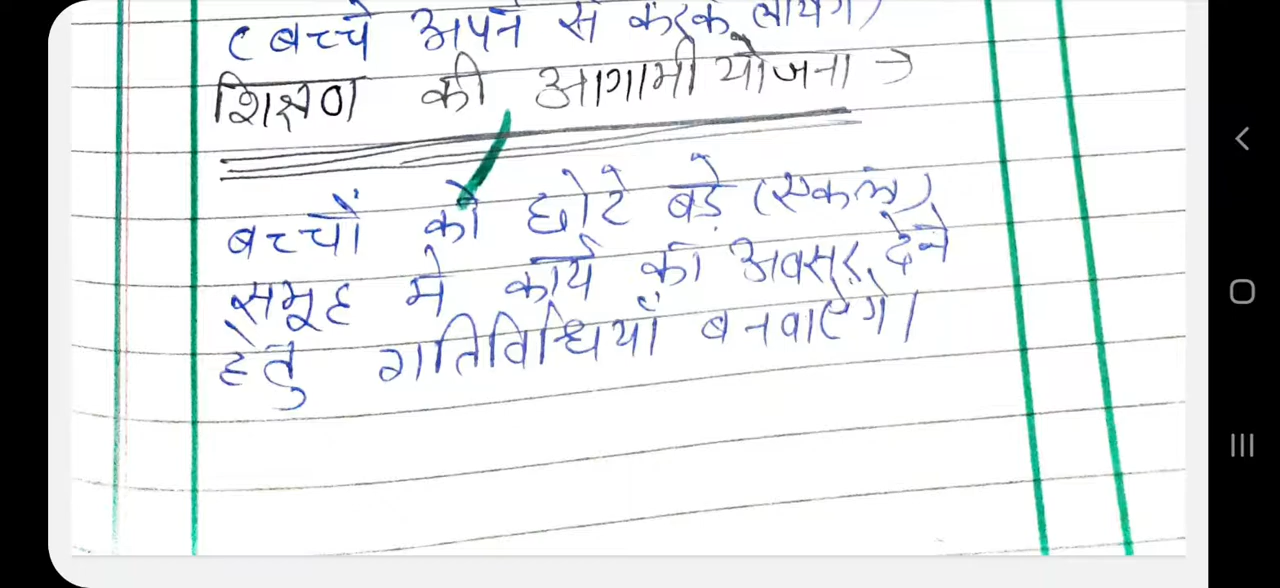 ( बच्चे अपने से करके लायेंगे)
शिक्षण की आगामी योजना →
बच्चों को छोटे बड़े (एकल)
समूह में कार्य का अवसर देने
हेतु गतिविधियाँ बनवाऐंगे।